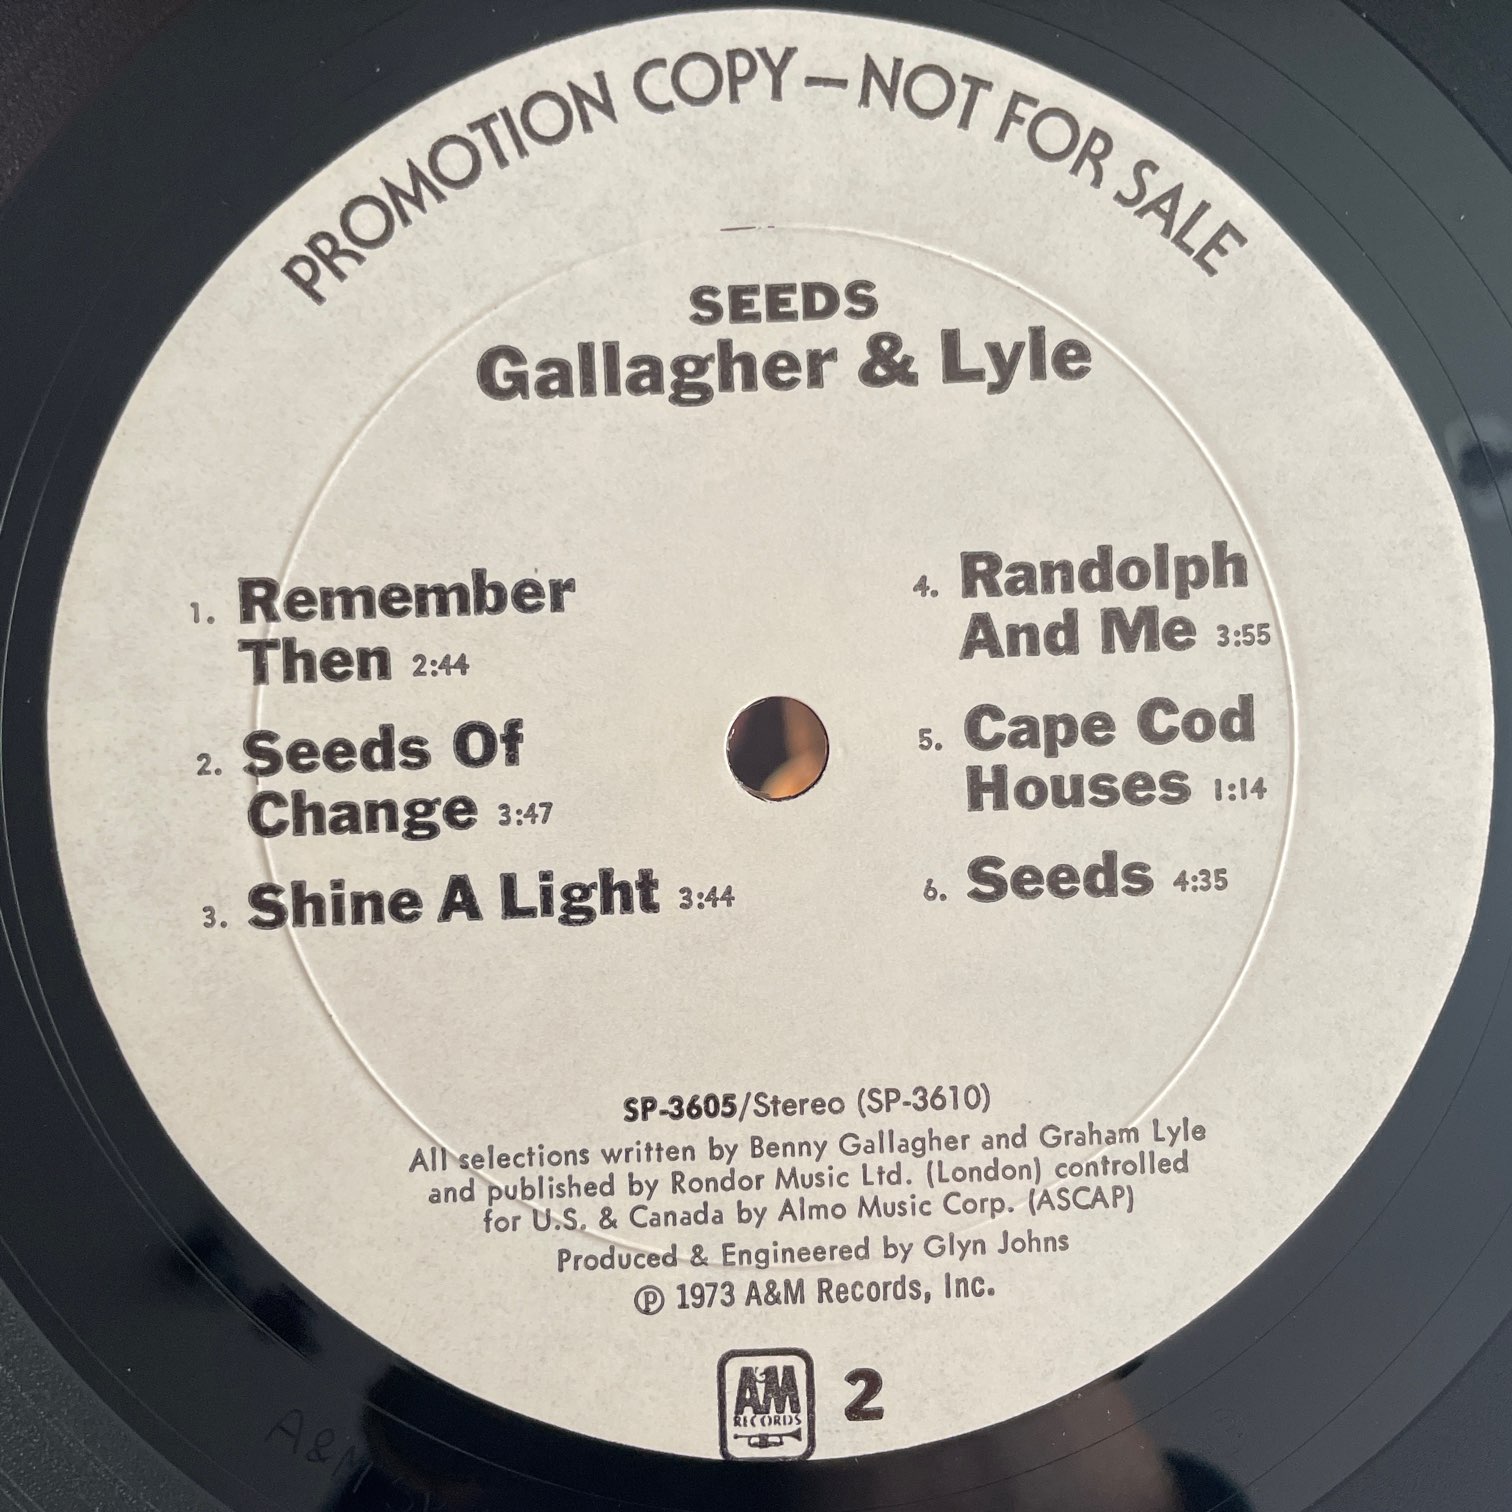 PROMOTION COPY — NOT FOR SALE
SEEDS
Gallagher & Lyle
1. Remember
Then 2:44
2. Seeds Of
Change 3:47
3. Shine A Light 3:44
4. Randolph
And Me 3:55
5. Cape Cod
Houses 1:14
6. Seeds 4:35
SP-3605/Stereo (SP-3610)
All selections written by Benny Gallagher and Graham Lyle
and published by Rondor Music Ltd. (London) controlled
for U.S. & Canada by Almo Music Corp. (ASCAP)
Produced & Engineered by Glyn Johns
℗ 1973 A&M Records, Inc.
A&M
RECORDS
2
A&M